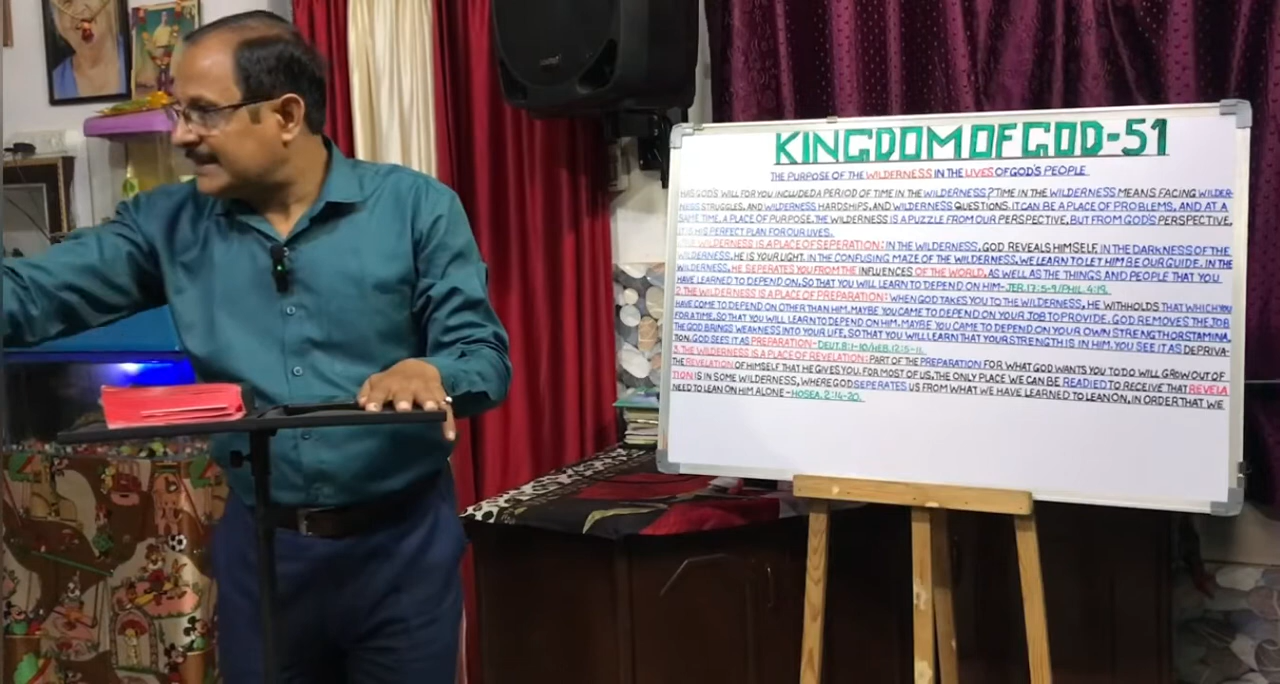 KINGDOM OF GOD-51
THE PURPOSE OF THE WILDERNESS IN THE LIVES OF GOD'S PEOPLE
HAS GOD'S WILL FOR YOU INCLUDED A PERIOD OF TIME IN THE WILDERNESS? TIME IN THE WILDERNESS MEANS FACING WILDER-
NESS STRUGGLES, AND WILDERNESS HARDSHIPS, AND WILDERNESS QUESTIONS. IT CAN BE A PLACE OF PROBLEMS, AND AT A
SAME TIME, A PLACE OF PURPOSE. THE WILDERNESS IS A PUZZLE FROM OUR PERSPECTIVE, BUT FROM GOD'S PERSPECTIVE,
IT IS HIS PERFECT PLAN FOR OUR LIVES.
1. THE WILDERNESS IS A PLACE OF SEPERATION: IN THE WILDERNESS, GOD REVEALS HIMSELF, IN THE DARKNESS OF THE
WILDERNESS, HE IS YOUR LIGHT. IN THE CONFUSING MAZE OF THE WILDERNESS, WE LEARN TO LET HIM BE OUR GUIDE. IN THE
WILDERNESS, HE SEPERATES YOU FROM THE INFLUENCES OF THE WORLD, AS WELL AS THE THINGS AND PEOPLE THAT YOU
HAVE LEARNED TO DEPEND ON, SO THAT YOU WILL LEARN TO DEPEND ON HIM- JER.17:5-9/PHIL. 4:19.
2. THE WILDERNESS IS A PLACE OF PREPARATION: WHEN GOD TAKES YOU TO THE WILDERNESS, HE WITHHOLDS THAT WHICH YOU
HAVE COME TO DEPEND ON OTHER THAN HIM. MAYBE YOU CAME TO DEPEND ON YOUR JOB TO PROVIDE. GOD REMOVES THE JOB
FOR A TIME, SO THAT YOU WILL LEARN TO DEPEND ON HIM. MAYBE YOU CAME TO DEPEND ON YOUR OWN STRENGTH OR STAMINA.
THE GOD BRINGS WEAKNESS INTO YOUR LIFE, SO THAT YOU WILL LEARN THAT YOUR STRENGTH IS IN HIM. YOU SEE IT AS DEPRIVA-
TION. GOD SEES IT AS PREPARATION- DEUT. 8:1-10/HEB. 12:5-11.
3. THE WILDERNESS IS A PLACE OF REVELATION: PART OF THE PREPARATION FOR WHAT GOD WANTS YOU TO DO WILL GROW OUT OF
THE REVELATION OF HIMSELF THAT HE GIVES YOU. FOR MOST OF US, THE ONLY PLACE WE CAN BE READIED TO RECEIVE THAT REVELA
TION IS IN SOME WILDERNESS, WHERE GOD SEPERATES US FROM WHAT WE HAVE LEARNED TO LEAN ON, IN ORDER THAT WE
NEED TO LEAN ON HIM ALONE- HOSEA. 2:14-20.